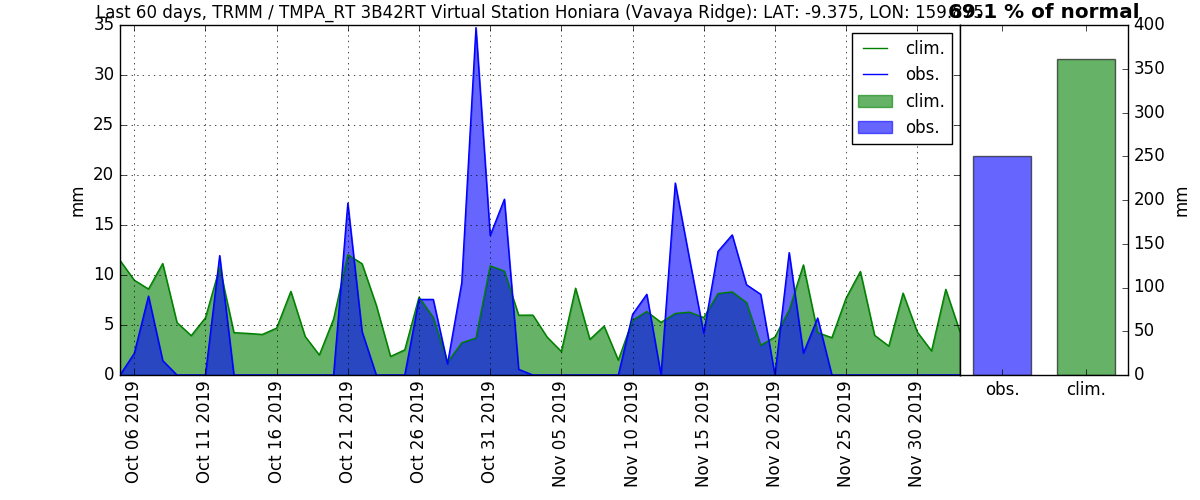 Last 60 days, TRMM / TMPA_RT 3B42RT Virtual Station Honiara (Vavaya Ridge): LAT: -9.375, LON:
69.1 % of normal
35
30
25
20
15
10
5
0
mm
clim.
obs.
clim.
obs.
Oct 06 2019
Oct 11 2019
Oct 16 2019
Oct 21 2019
Oct 26 2019
Oct 31 2019
Nov 05 2019
Nov 10 2019
Nov 15 2019
Nov 20 2019
Nov 25 2019
Nov 30 2019
400
350
300
250
200
150
100
50
0
mm
obs.
clim.